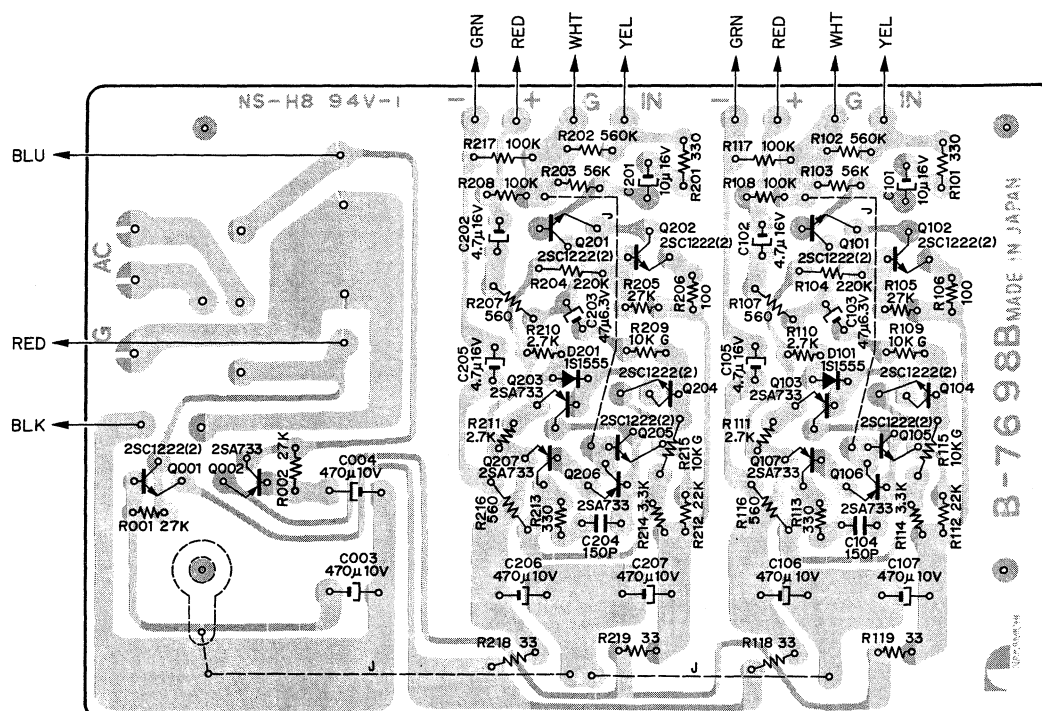 GRN RED WHT YEL GRN RED WHT YEL
NS-H8 94V-1
- + G IN - + G IN
BLU
AC
G
RED
BLK
R217 100K
R202 560K
R203 56K
R208 100K
C201 10µ16V
R201 330
C202 4.7µ16V
Q201
2SC1222(2)
Q202
2SC1222(2)
R204 220K
R207 560
C203 47µ6.3V
R205 27K
R206 100
R210 2.7K
R209 10K G
C205 4.7µ16V
D201 1S1555
Q203 2SA733
2SC1222(2)
Q204
R211 2.7K
2SC1222(2)
Q205
R215 10K G
Q207 2SA733
Q206
2SA733
R216 560
R213 330
C204 150P
R214 3.3K
R212 22K
C206 470µ10V
C207 470µ10V
R218 33
R219 33
J
R117 100K
R102 560K
R103 56K
R108 100K
C101 10µ16V
R101 330
J
C102 4.7µ16V
Q101
2SC1222(2)
Q102
2SC1222(2)
R104 220K
R107 560
C103 47µ6.3V
R105 27K
R106 100
R110 2.7K
R109 10K G
C105 4.7µ16V
D101 1S1555
Q103 2SA733
2SC1222(2)
Q104
R111 2.7K
2SC1222(2)
Q105
R115 10K G
Q107 2SA733
Q106
2SA733
R116 560
R113 330
C104 150P
R114 3.3K
R112 22K
C106 470µ10V
C107 470µ10V
R118 33
R119 33
J
2SC1222(2)
Q001
2SA733
Q002
R002 27K
C004
470µ10V
R001 27K
C003
470µ10V
B-7698B MADE IN JAPAN